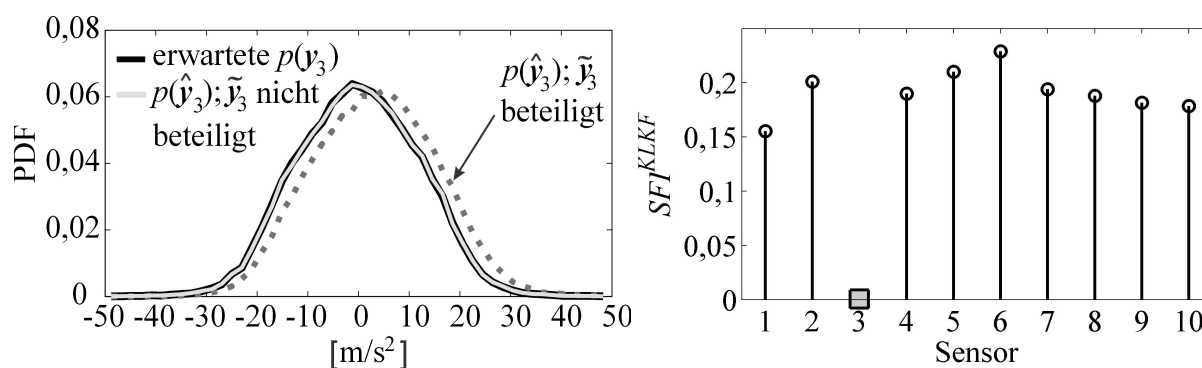 0,08
0,06
0,04
0,02
0
PDF
erwartete p(y₃)
p(ŷ₃); ỹ₃ nicht
beteiligt
p(ŷ₃); ỹ₃
beteiligt
-50 -40 -30 -20 -10 0 10 20 30 40 50
[m/s²]
0,2
0,15
0,1
0,05
0
SFI^KLKF
1 2 3 4 5 6 7 8 9 10
Sensor